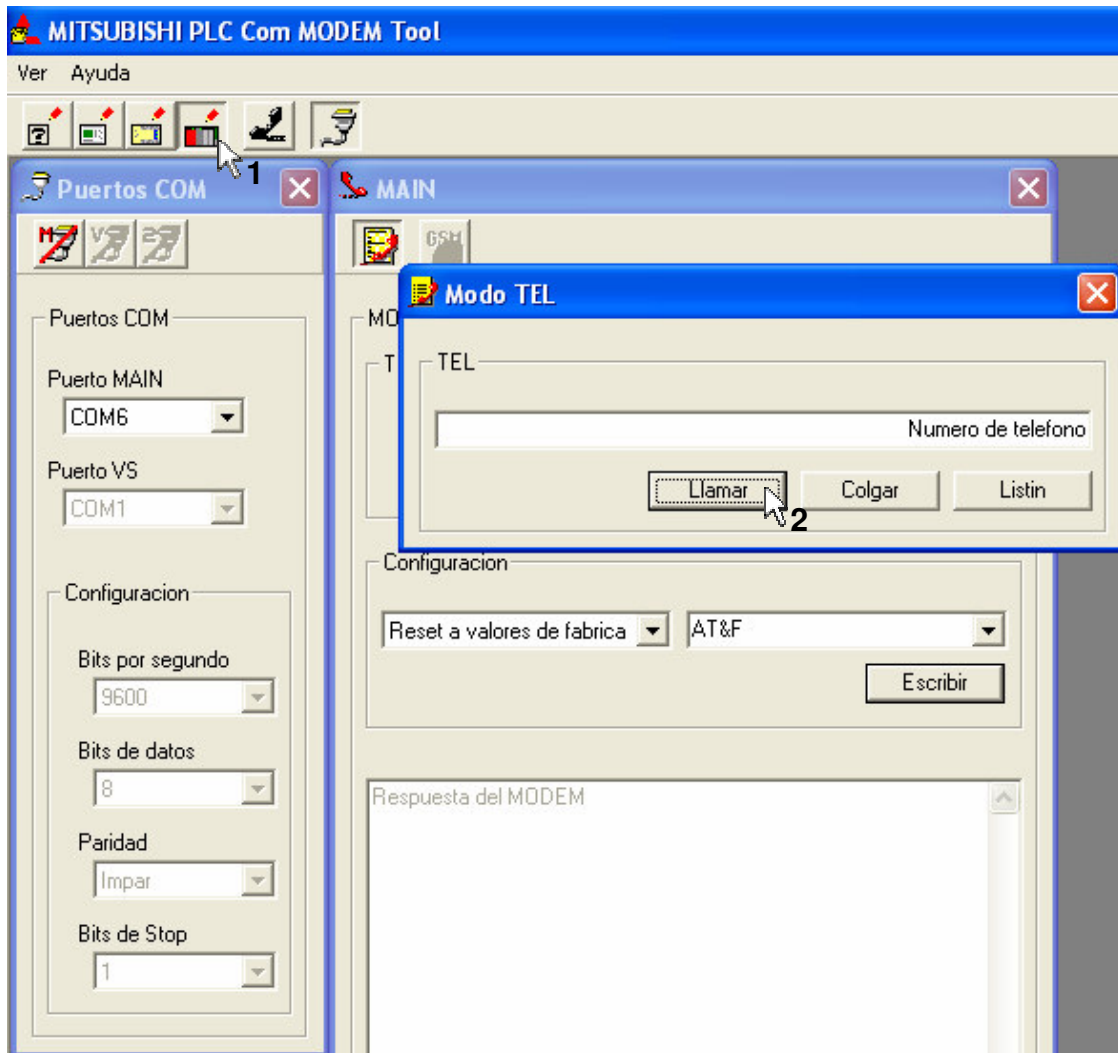 MITSUBISHI PLC Com MODEM Tool
Ver Ayuda
1
Puertos COM
MAIN
GSM
Modo TEL
Puertos COM
MO
T
TEL
Puerto MAIN
COM6
Numero de telefono
Puerto VS
COM1
Llamar
Colgar
Listin
2
Configuracion
Configuracion
Reset a valores de fabrica
AT&F
Escribir
Bits por segundo
9600
Bits de datos
8
Respuesta del MODEM
Paridad
Impar
Bits de Stop
1